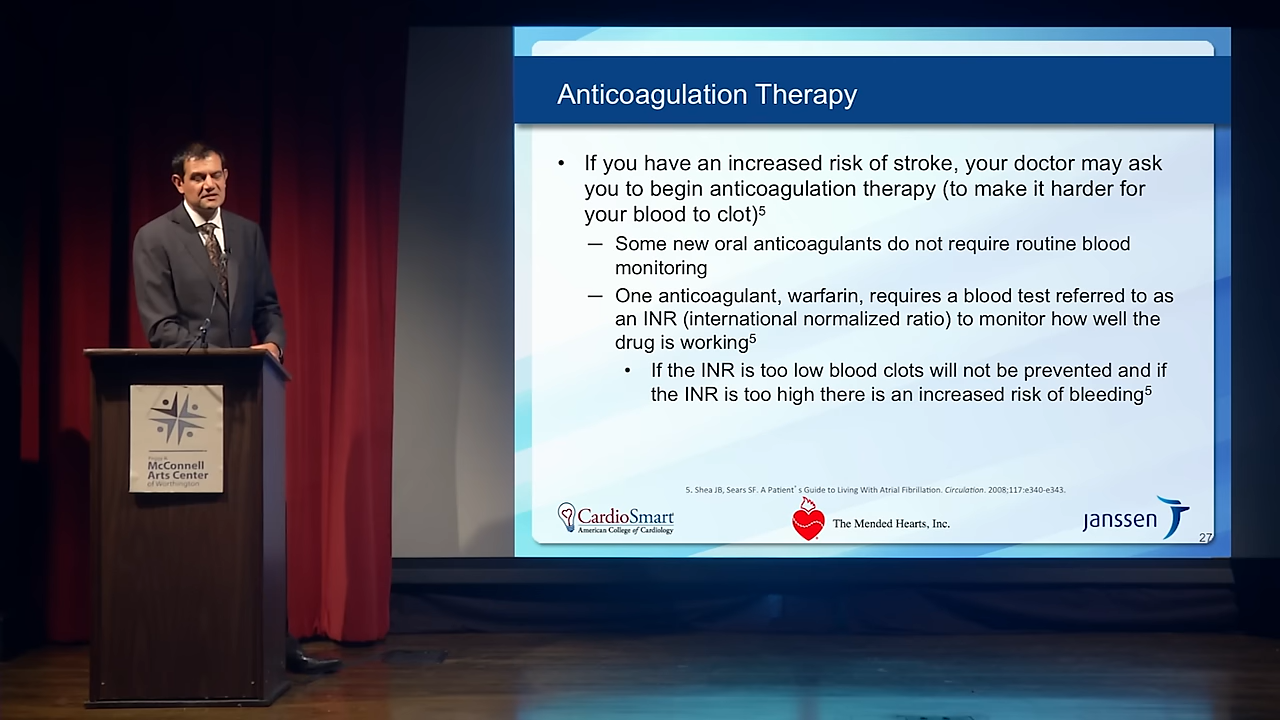 Anticoagulation Therapy
• If you have an increased risk of stroke, your doctor may ask
you to begin anticoagulation therapy (to make it harder for
your blood to clot)5
— Some new oral anticoagulants do not require routine blood
monitoring
— One anticoagulant, warfarin, requires a blood test referred to as
an INR (international normalized ratio) to monitor how well the
drug is working5
• If the INR is too low blood clots will not be prevented and if
the INR is too high there is an increased risk of bleeding5
5. Shea JB, Sears SF. A Patient's Guide to Living With Atrial Fibrillation. Circulation. 2008;117:e340-e343.
CardioSmart
American College of Cardiology
The Mended Hearts, Inc.
janssen
27
McConnell
Arts Center
of Worthington